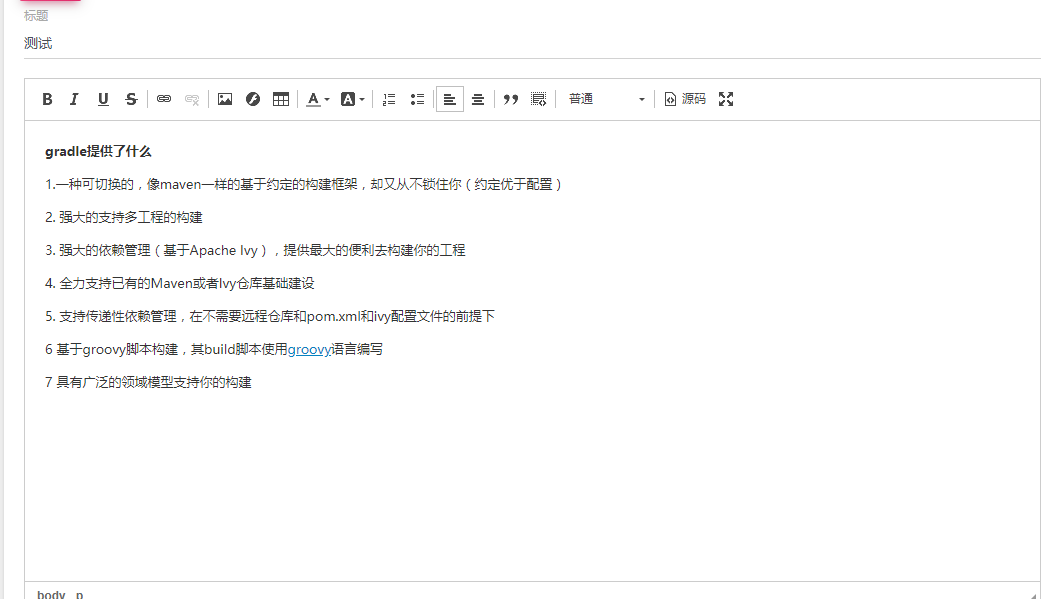 标题
测试
B I U S A A 普通 源码
gradle提供了什么
1.一种可切换的，像maven一样的基于约定的构建框架，却又从不锁住你（约定优于配置）
2. 强大的支持多工程的构建
3. 强大的依赖管理（基于Apache Ivy），提供最大的便利去构建你的工程
4. 全力支持已有的Maven或者Ivy仓库基础建设
5. 支持传递性依赖管理，在不需要远程仓库和pom.xml和ivy配置文件的前提下
6 基于groovy脚本构建，其build脚本使用groovy语言编写
7 具有广泛的领域模型支持你的构建
body p